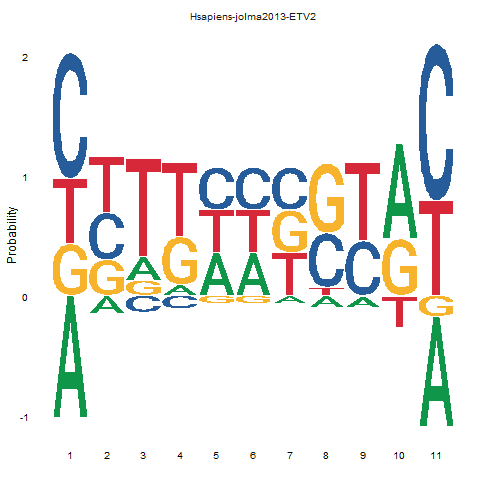 Hsapiens-jolma2013-ETV2
2
1
0
-1
Probability
C T G A
T C G A
T A G C
T G A C
C T A G
C T A G
C G T A
G C T A
T C A
A G T
C T G A
1 2 3 4 5 6 7 8 9 10 11